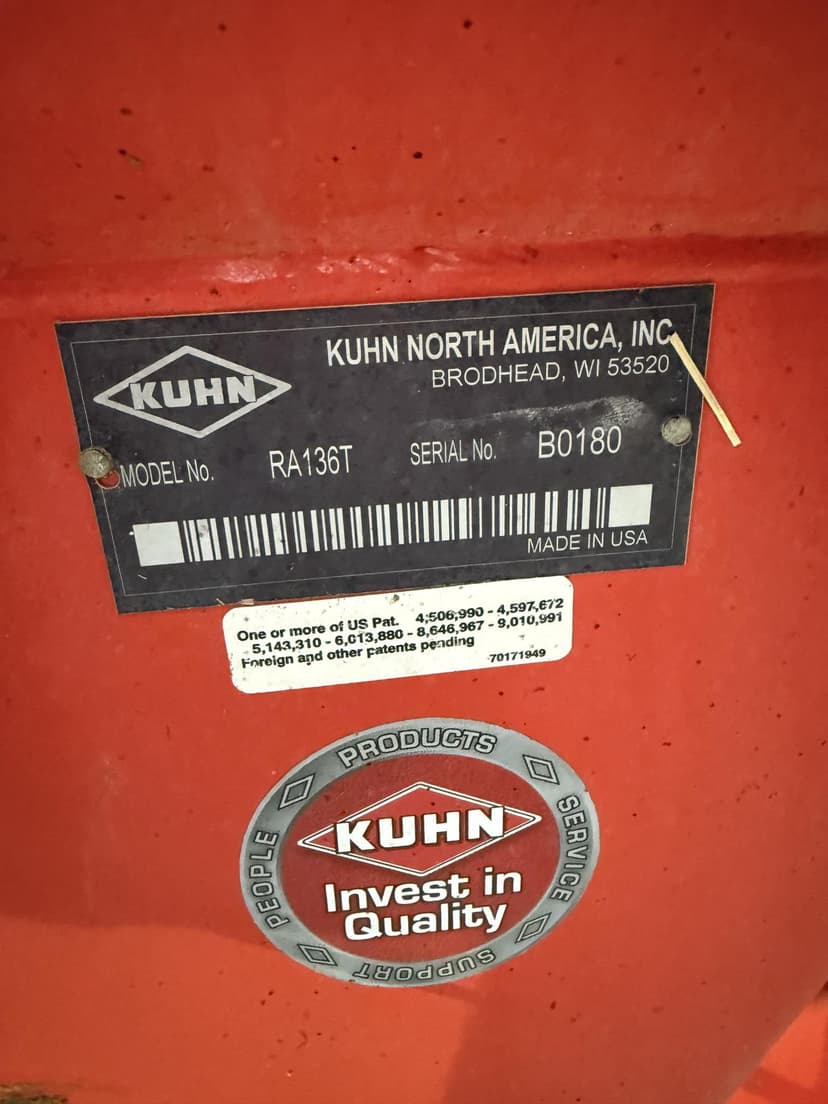 KUHN
KUHN NORTH AMERICA, INC
BRODHEAD, WI 53520
MODEL No. RA136T SERIAL No. B0180
MADE IN USA
One or more of US Pat. 4,506,990 - 4,597,672
- 5,143,310 - 6,013,880 - 8,646,967 - 9,010,991
Foreign and other patents pending
70171949
PRODUCTS
PEOPLE
SERVICE
KUHN
Invest in
Quality
SUPPORT